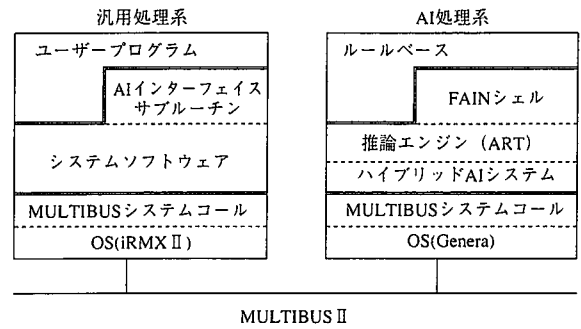 汎用処理系
ユーザープログラム
AIインターフェイス
サブルーチン
システムソフトウェア
MULTIBUSシステムコール
OS(iRMXⅡ)
AI処理系
ルールベース
FAINシェル
推論エンジン(ART)
ハイブリッドAIシステム
MULTIBUSシステムコール
OS(Genera)
MULTIBUSⅡ